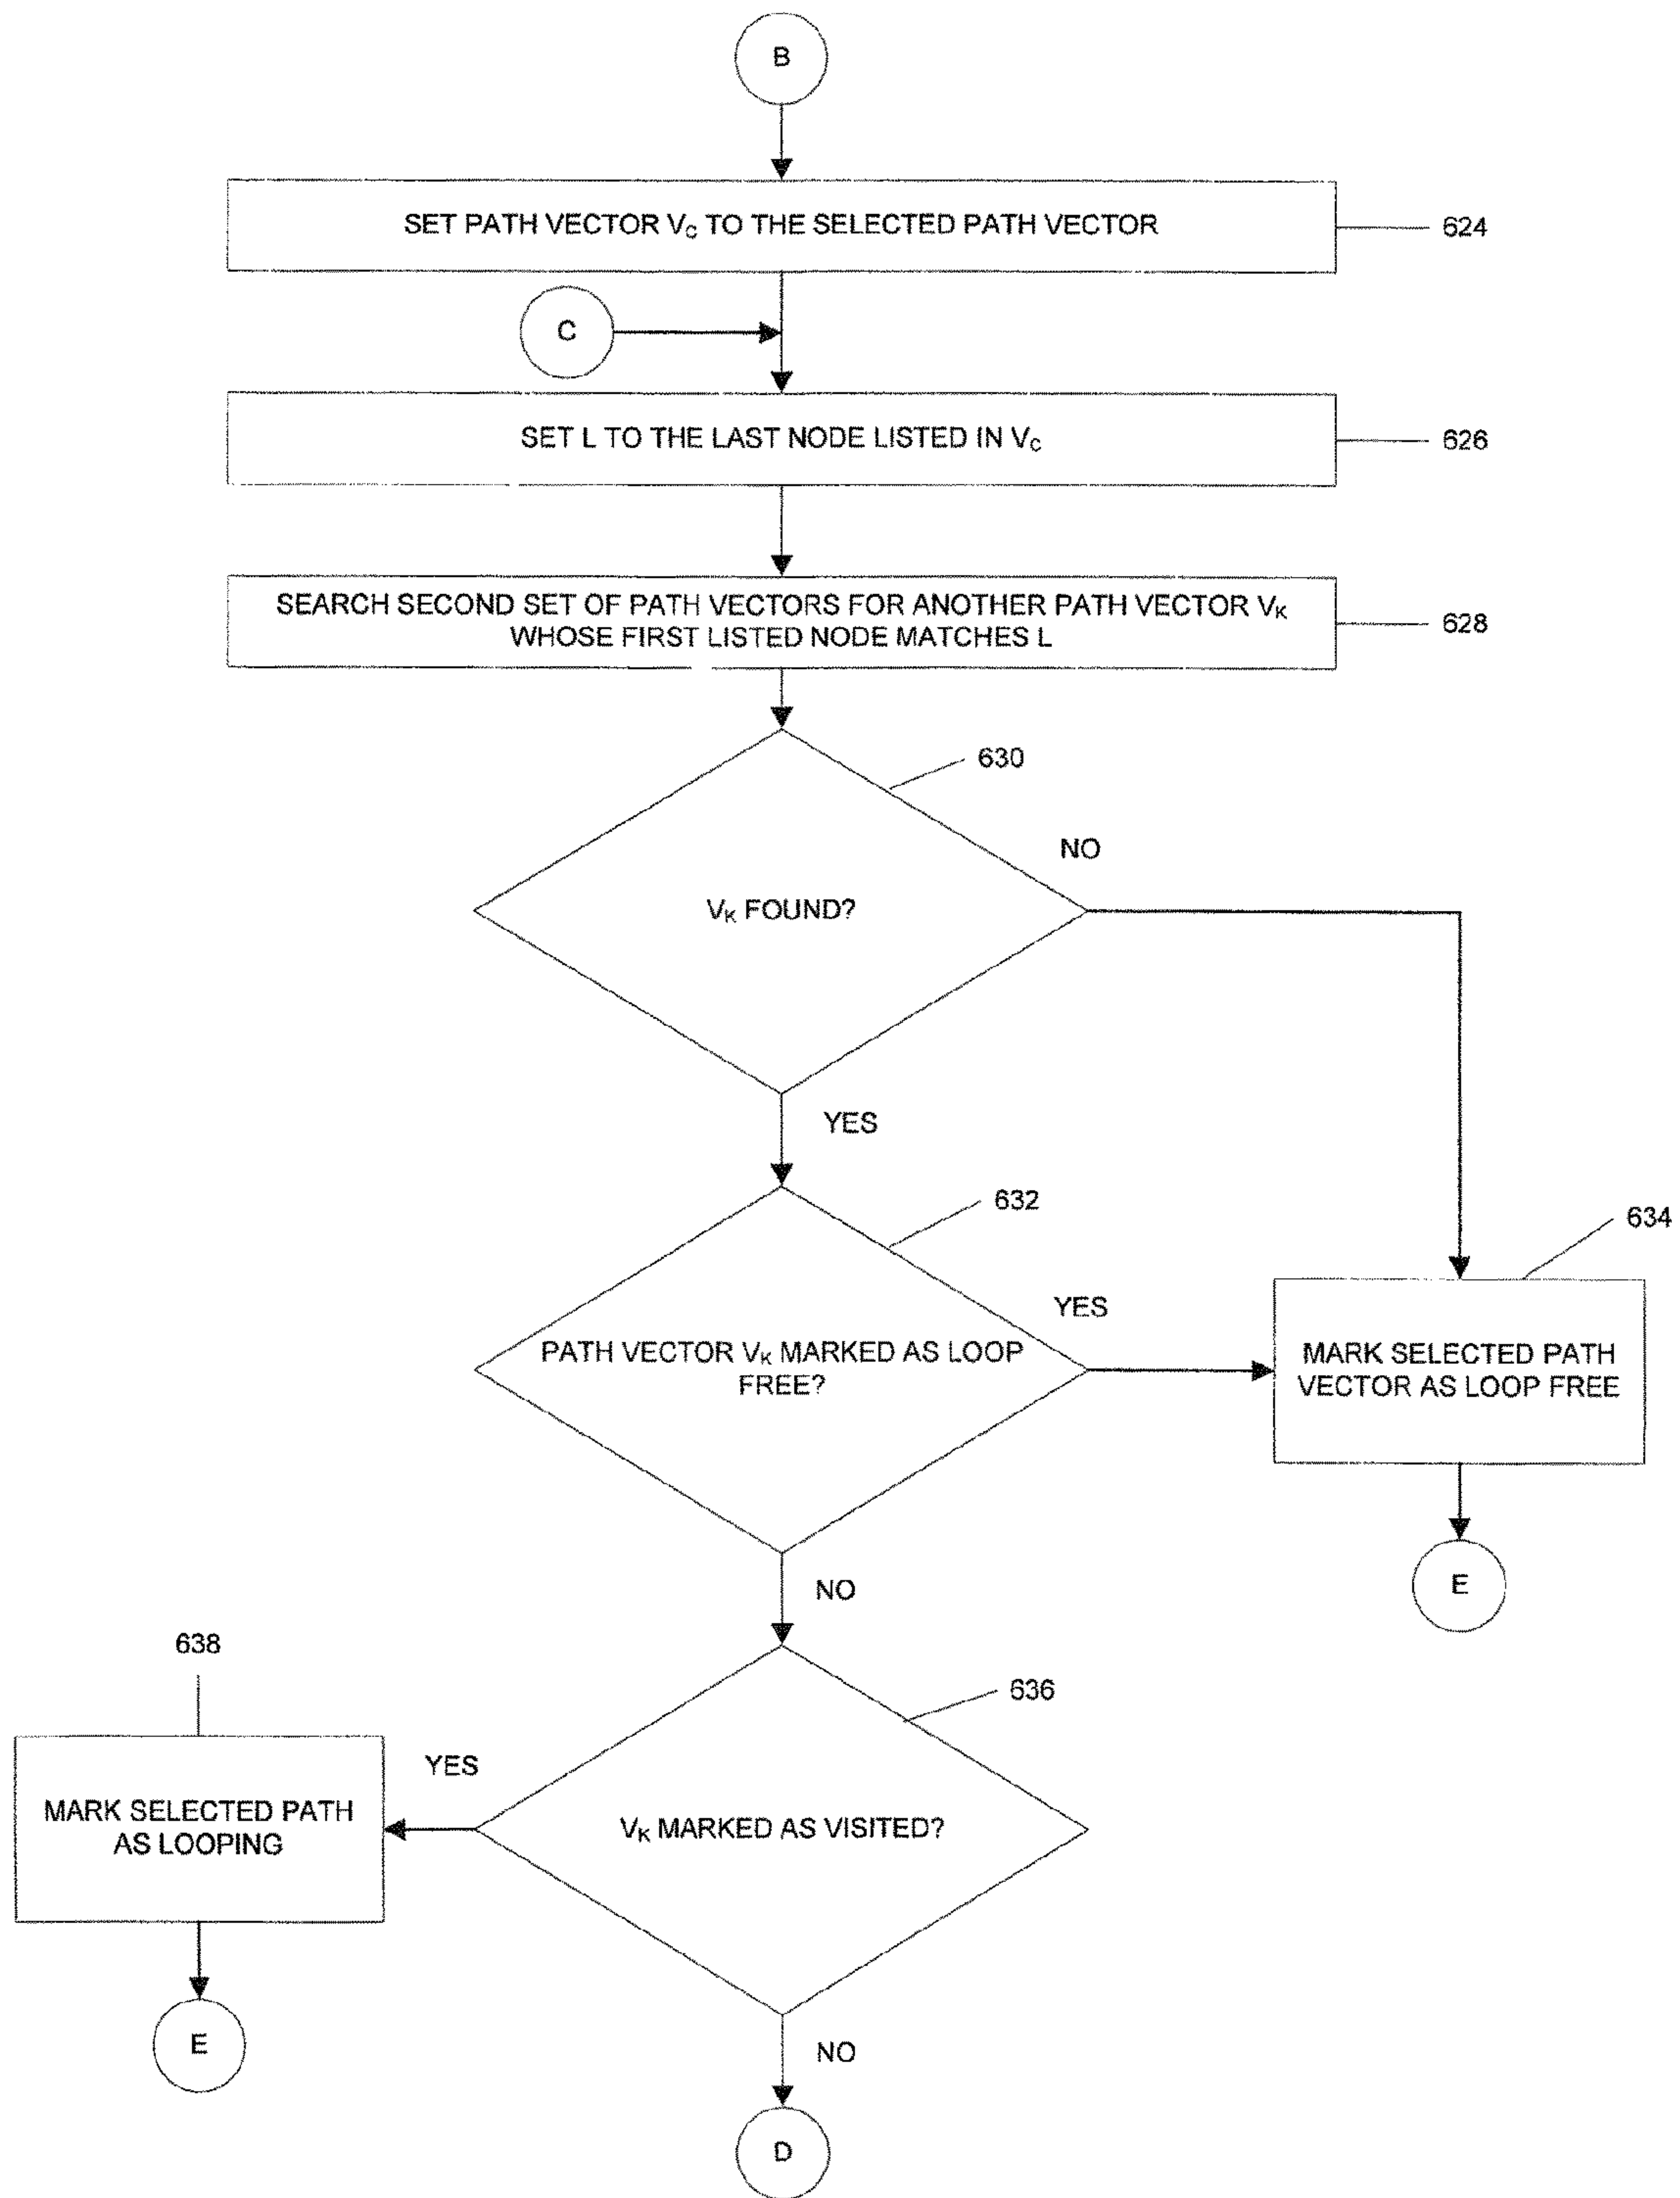 B
SET PATH VECTOR VC TO THE SELECTED PATH VECTOR
624
C
SET L TO THE LAST NODE LISTED IN VC
626
SEARCH SECOND SET OF PATH VECTORS FOR ANOTHER PATH VECTOR VK
WHOSE FIRST LISTED NODE MATCHES L
628
630
NO
VK FOUND?
YES
632
634
YES
PATH VECTOR VK MARKED AS LOOP
FREE?
MARK SELECTED PATH
VECTOR AS LOOP FREE
E
NO
638
636
YES
MARK SELECTED PATH
AS LOOPING
VK MARKED AS VISITED?
E
NO
D